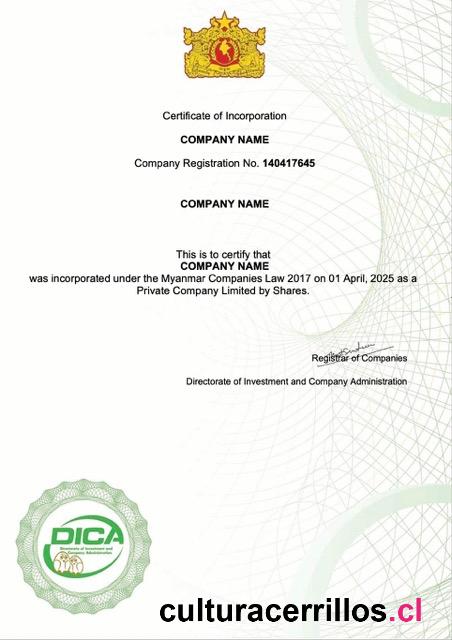 Certificate of Incorporation
COMPANY NAME
Company Registration No. 140417645
COMPANY NAME
This is to certify that
COMPANY NAME
was incorporated under the Myanmar Companies Law 2017 on 01 April, 2025 as a
Private Company Limited by Shares.
Registrar of Companies
Directorate of Investment and Company Administration
DICA
Directorate of Investment and
Company Administration
culturacerrillos.cl